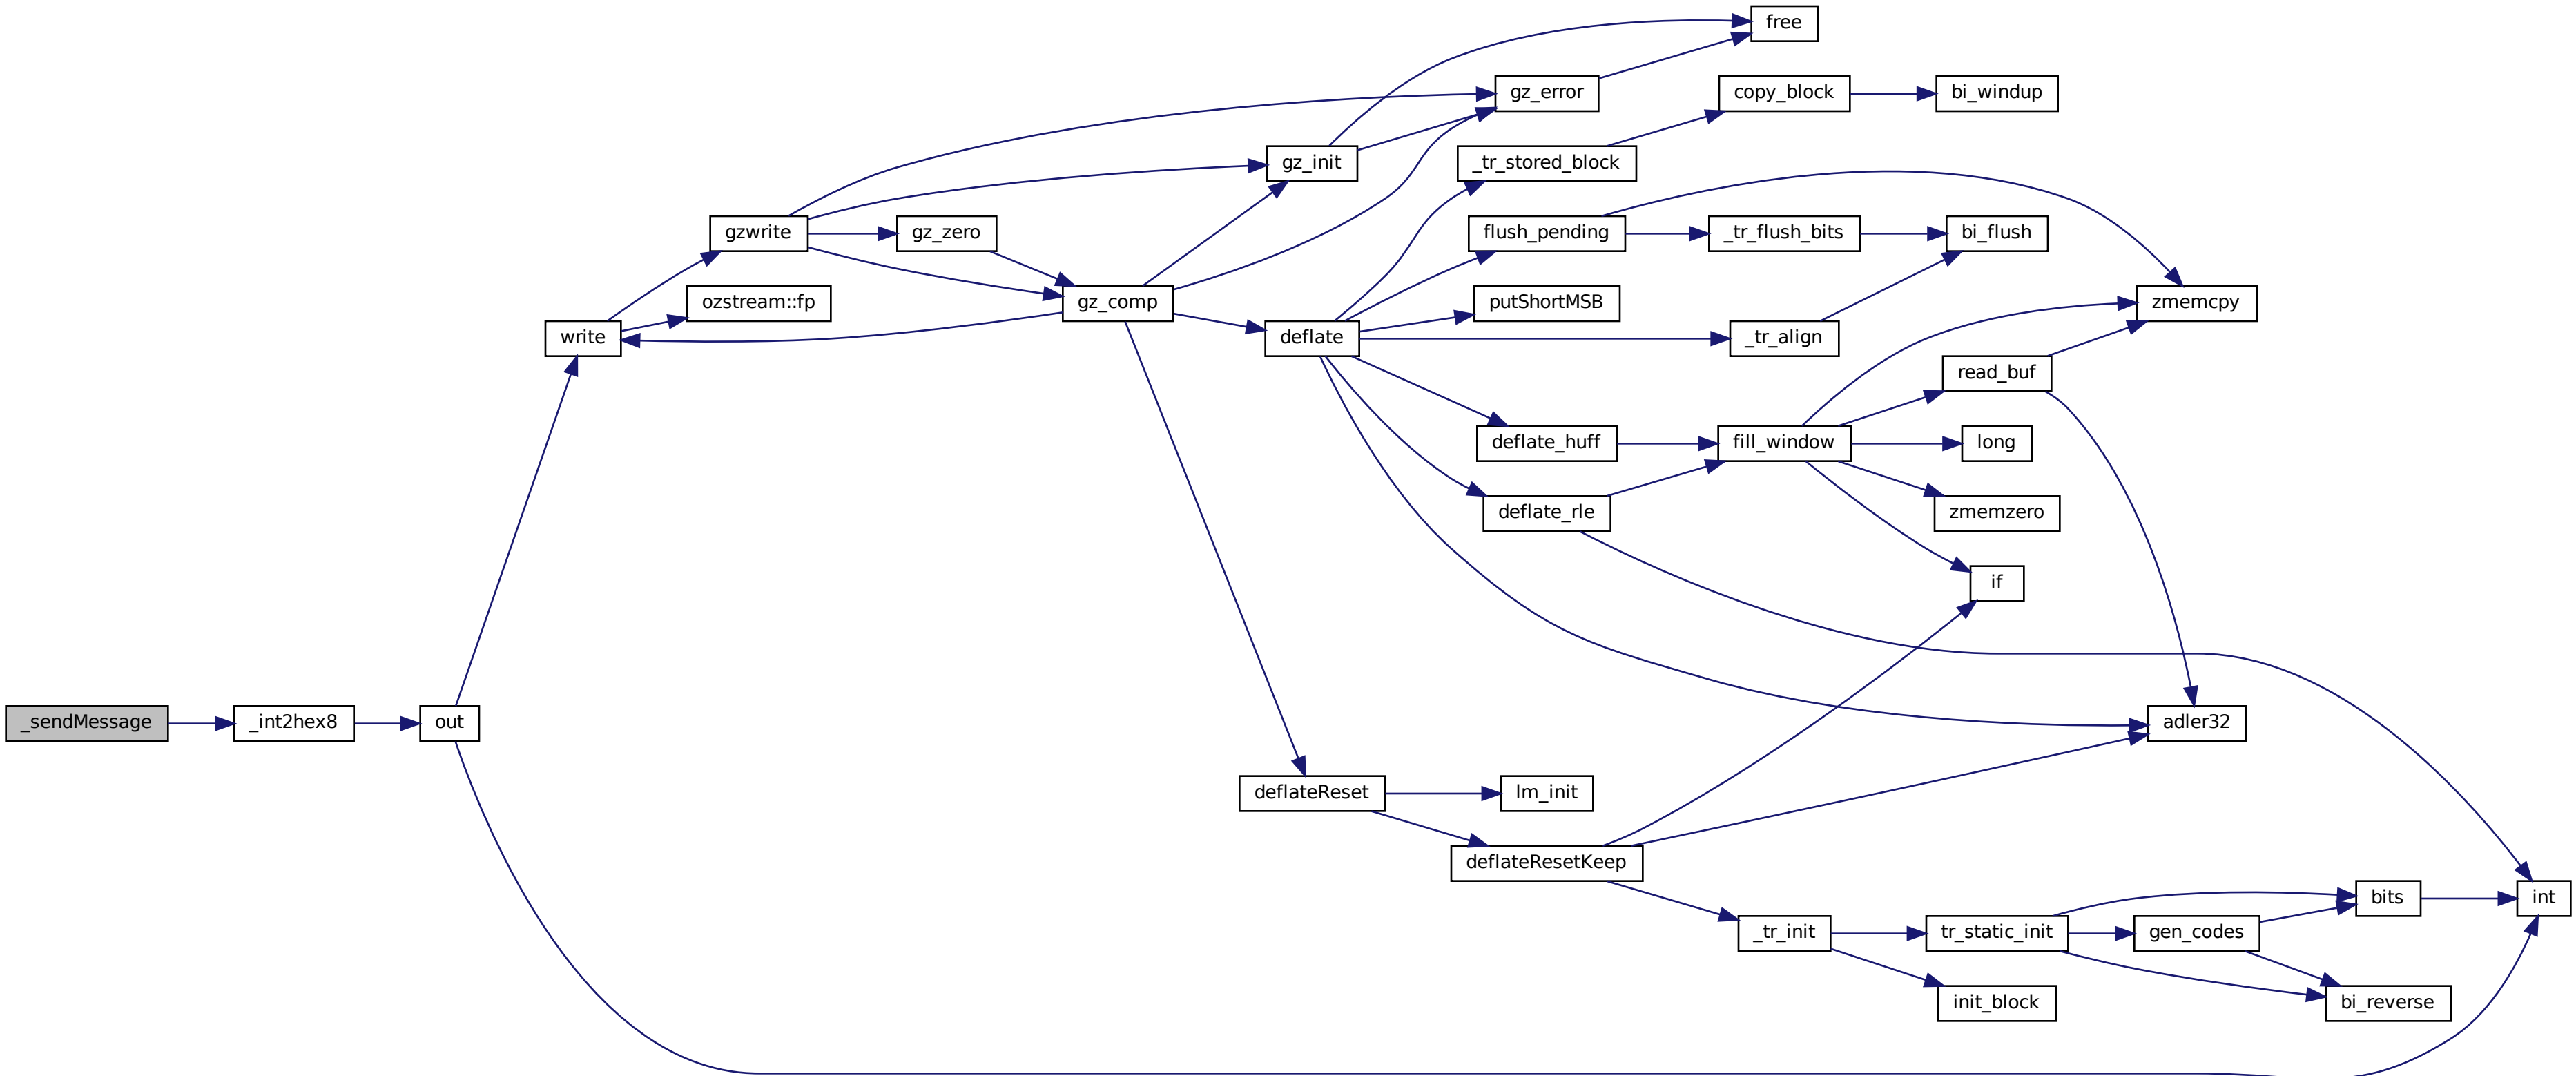 free
gz_error
copy_block
bi_windup
gz_init
_tr_stored_block
gzwrite
gz_zero
flush_pending
_tr_flush_bits
bi_flush
ozstream::fp
gz_comp
putShortMSB
zmemcpy
write
deflate
_tr_align
read_buf
deflate_huff
fill_window
long
deflate_rle
zmemzero
if
_sendMessage
_int2hex8
out
adler32
deflateReset
lm_init
deflateResetKeep
bits
int
_tr_init
tr_static_init
gen_codes
init_block
bi_reverse